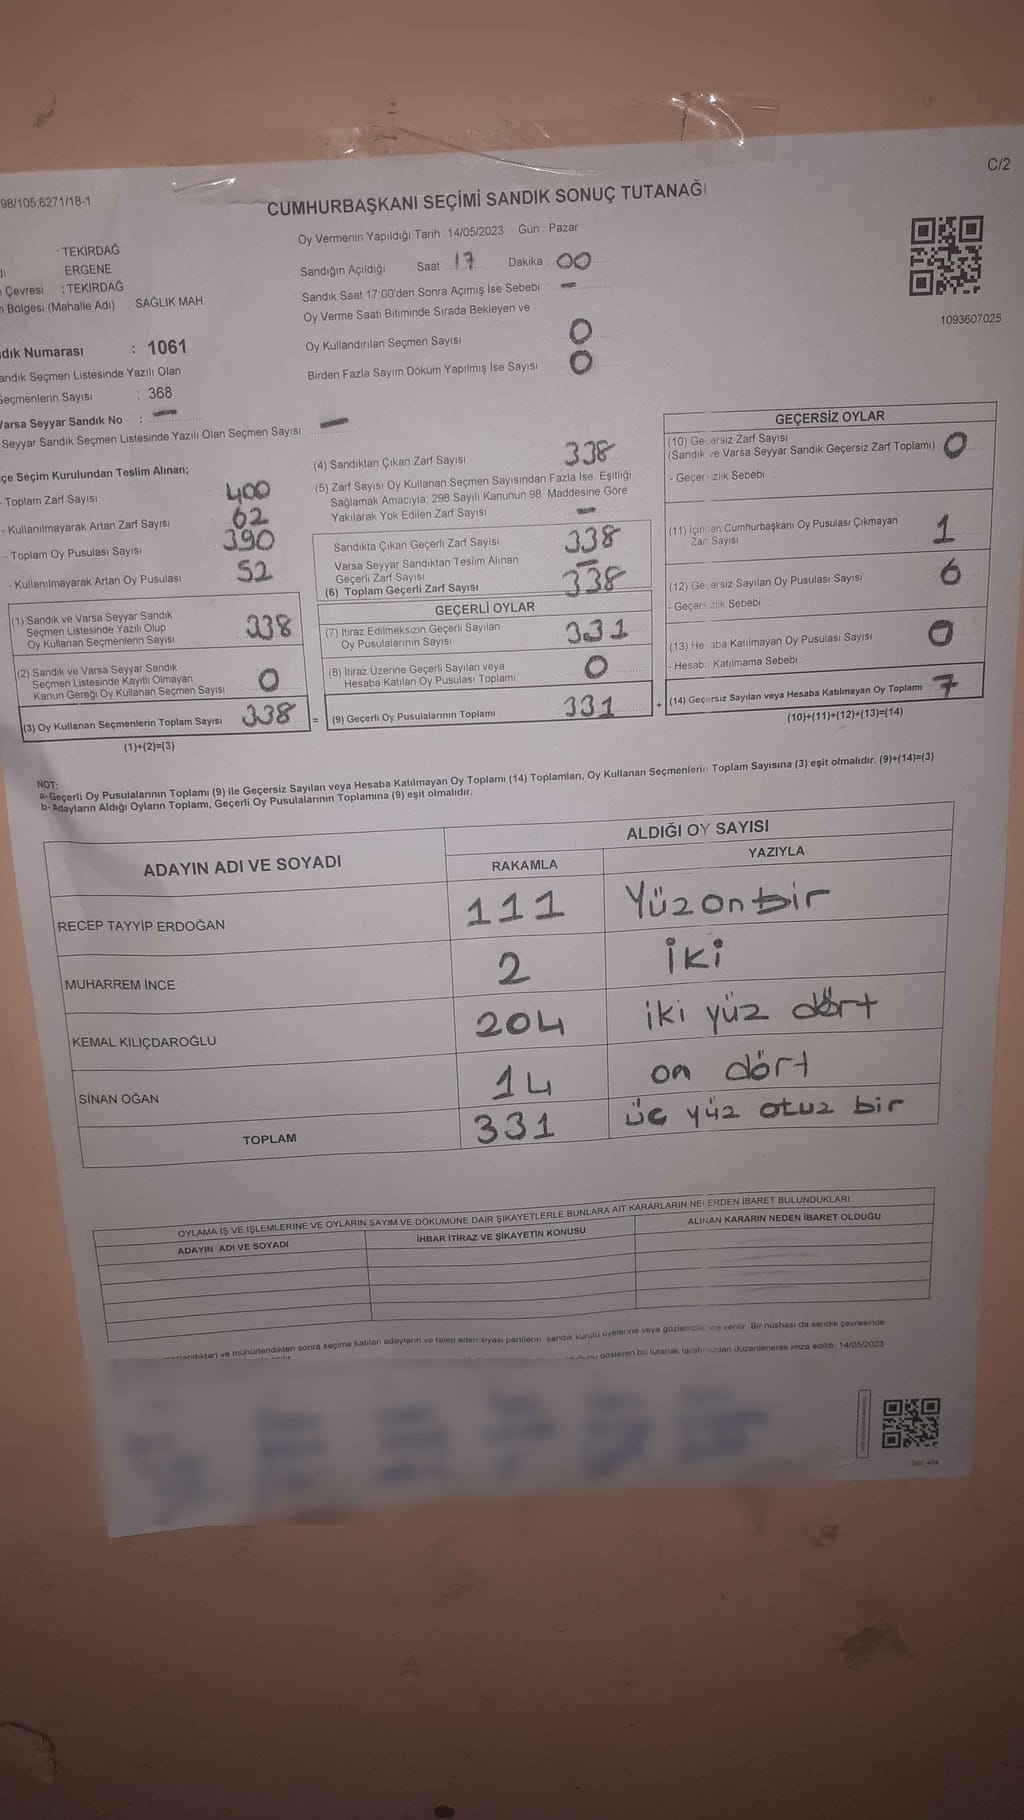 C/2
98/105,6271/18-1
CUMHURBAŞKANI SEÇİMİ SANDIK SONUÇ TUTANAĞI
Oy Vermenin Yapıldığı Tarih : 14/05/2023 Gün : Pazar
: TEKİRDAĞ
ERGENE
Çevresi : TEKİRDAĞ
Bölgesi (Mahalle Adı) : SAĞLIK MAH.
dık Numarası : 1061
andık Seçmen Listesinde Yazılı Olan
Seçmenlerin Sayısı : 368
Varsa Seyyar Sandık No : -
Seyyar Sandık Seçmen Listesinde Yazılı Olan Seçmen Sayısı: -
Sandığın Açıldığı Saat 17 Dakika : 00
Sandık Saat 17:00'den Sonra Açımış İse Sebebi : -
Oy Verme Saati Bitiminde Sırada Bekleyen ve
Oy Kullandırılan Seçmen Sayısı : 0
Birden Fazla Sayım Döküm Yapılmış İse Sayısı : 0
1093607025
çe Seçim Kurulundan Teslim Alınan;
- Toplam Zarf Sayısı 400
- Kullanılmayarak Artan Zarf Sayısı 62
- Toplam Oy Pusulası Sayısı 390
- Kullanılmayarak Artan Oy Pusulası 52
(1) Sandık ve Varsa Seyyar Sandık
Seçmen Listesinde Yazılı Olup
Oy Kullanan Seçmenlerin Sayısı 338
(2) Sandık ve Varsa Seyyar Sandık
Seçmen Listesinde Kayıtlı Olmayan
Kanun Gereği Oy Kullanan Seçmen Sayısı 0
(3) Oy Kullanan Seçmenlerin Toplam Sayısı 338
(1)+(2)=(3)
(4) Sandıktan Çıkan Zarf Sayısı 338
(5) Zarf Sayısı Oy Kullanan Seçmen Sayısından Fazla İse, Eşitliği
Sağlamak Amacıyla; 298 Sayılı Kanunun 98. Maddesine Göre
Yakılarak Yok Edilen Zarf Sayısı -
Sandıkta Çıkan Geçerli Zarf Sayısı 338
Varsa Seyyar Sandıktan Teslim Alınan
Geçerli Zarf Sayısı -
(6) Toplam Geçerli Zarf Sayısı 338
GEÇERLİ OYLAR
(7) İtiraz Edilmeksizin Geçerli Sayılan
Oy Pusulalarının Sayısı 331
(8) İtiraz Üzerine Geçerli Sayılan veya
Hesaba Katılan Oy Pusulası Toplamı 0
= (9) Geçerli Oy Pusulalarının Toplamı 331
GEÇERSİZ OYLAR
(10) Geçersiz Zarf Sayısı
(Sandık ve Varsa Seyyar Sandık Geçersiz Zarf Toplamı) 0
- Geçersizlik Sebebi :
(11) İçinden Cumhurbaşkanı Oy Pusulası Çıkmayan
Zarf Sayısı 1
(12) Geçersiz Sayılan Oy Pusulası Sayısı 6
- Geçersizlik Sebebi :
(13) Hesaba Katılmayan Oy Pusulası Sayısı 0
- Hesaba Katılmama Sebebi :
+ (14) Geçersiz Sayılan veya Hesaba Katılmayan Oy Toplamı : 7
(10)+(11)+(12)+(13)=(14)
NOT:
a- Geçerli Oy Pusulalarının Toplamı (9) ile Geçersiz Sayılan veya Hesaba Katılmayan Oy Toplamı (14) Toplamları, Oy Kullanan Seçmenlerin Toplam Sayısına (3) eşit olmalıdır. (9)+(14)=(3)
b- Adayların Aldığı Oyların Toplamı, Geçerli Oy Pusulalarının Toplamına (9) eşit olmalıdır.
ADAYIN ADI VE SOYADI ALDIĞI OY SAYISI
RAKAMLA YAZIYLA
RECEP TAYYİP ERDOĞAN 111 Yüzonbir
MUHARREM İNCE 2 iki
KEMAL KILIÇDAROĞLU 204 iki yüz dört
SİNAN OĞAN 14 on dört
TOPLAM 331 üç yüz otuz bir
OYLAMA İŞ VE İŞLEMLERİNE VE OYLARIN SAYIM VE DÖKÜMÜNE DAİR ŞİKAYETLERLE BUNLARA AİT KARARLARIN NELERDEN İBARET BULUNDUKLARI
ADAYIN ADI VE SOYADI İHBAR İTİRAZ VE ŞİKAYETİN KONUSU ALINAN KARARIN NEDEN İBARET OLDUĞU
ve mühürlendikten sonra seçime katılan adayların ve talep eden siyasi partilerin sandık kurulu üyelerine veya gözlemcilerine verilir. Bir nüshası da sandık çevresinde
gösteren bu tutanak tarafımızdan düzenlenerek imza edildi. 14/05/2023